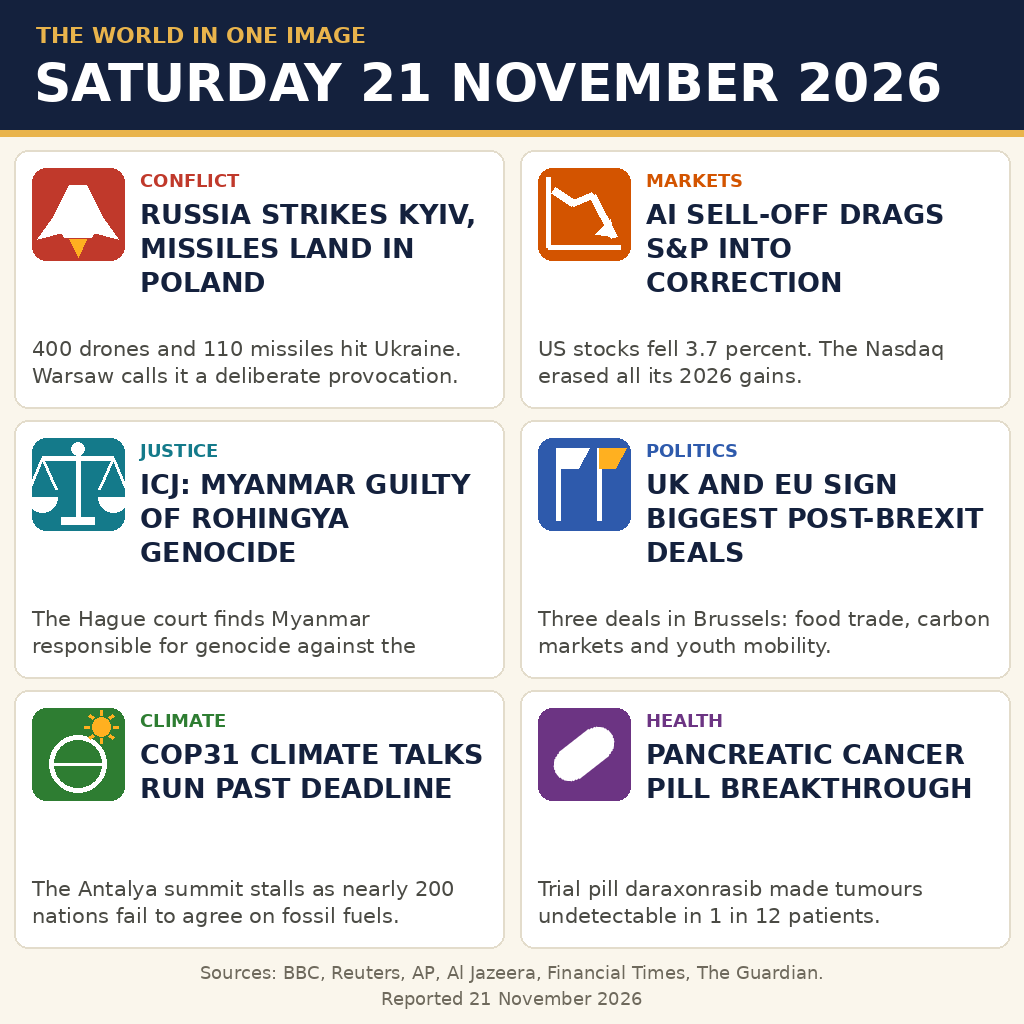 THE WORLD IN ONE IMAGE
SATURDAY 21 NOVEMBER 2026
CONFLICT
RUSSIA STRIKES KYIV,
MISSILES LAND IN
POLAND
400 drones and 110 missiles hit Ukraine.
Warsaw calls it a deliberate provocation.
MARKETS
AI SELL-OFF DRAGS
S&P INTO
CORRECTION
US stocks fell 3.7 percent. The Nasdaq
erased all its 2026 gains.
JUSTICE
ICJ: MYANMAR GUILTY
OF ROHINGYA
GENOCIDE
The Hague court finds Myanmar
responsible for genocide against the
POLITICS
UK AND EU SIGN
BIGGEST POST-BREXIT
DEALS
Three deals in Brussels: food trade, carbon
markets and youth mobility.
CLIMATE
COP31 CLIMATE TALKS
RUN PAST DEADLINE
The Antalya summit stalls as nearly 200
nations fail to agree on fossil fuels.
HEALTH
PANCREATIC CANCER
PILL BREAKTHROUGH
Trial pill daraxonrasib made tumours
undetectable in 1 in 12 patients.
Sources: BBC, Reuters, AP, Al Jazeera, Financial Times, The Guardian.
Reported 21 November 2026